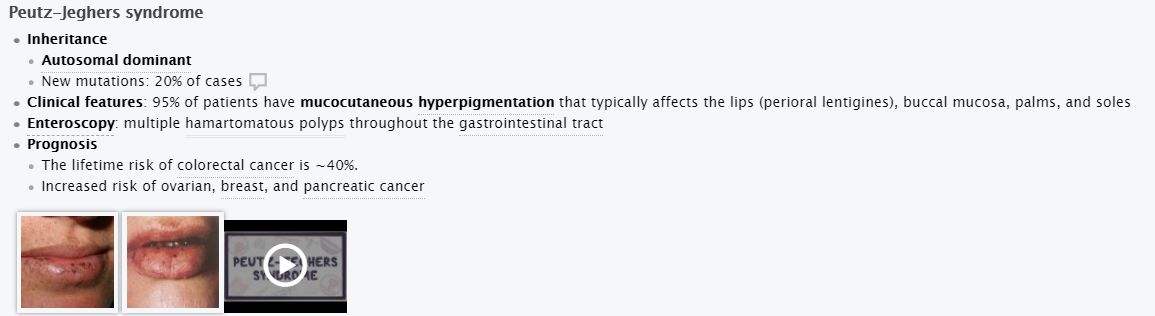 Peutz–Jeghers syndrome
Inheritance
Autosomal dominant
New mutations: 20% of cases
Clinical features: 95% of patients have mucocutaneous hyperpigmentation that typically affects the lips (perioral lentigines), buccal mucosa, palms, and soles
Enteroscopy: multiple hamartomatous polyps throughout the gastrointestinal tract
Prognosis
The lifetime risk of colorectal cancer is ~40%.
Increased risk of ovarian, breast, and pancreatic cancer
PEUTZ-JEGHERS
SYNDROME